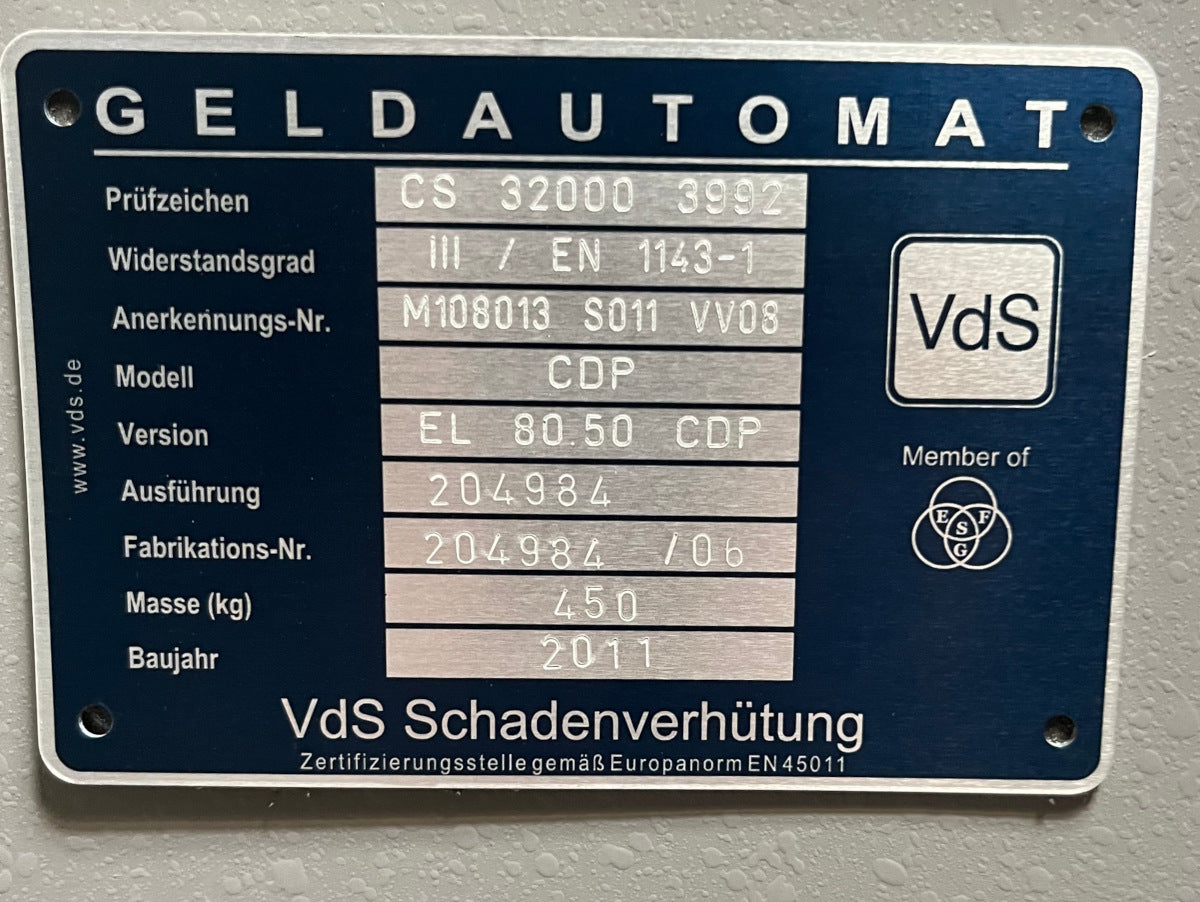 GELDAUTOMAT
Prüfzeichen CS 32000 3992
Widerstandsgrad III / EN 1143-1
Anerkennungs-Nr. M108013 S011 VV08
Modell CDP
Version EL 80.50 CDP
Ausführung 204984
Fabrikations-Nr. 204984 /06
Masse (kg) 450
Baujahr 2011
www.vds.de
VdS
Member of
E F
S
G
VdS Schadenverhütung
Zertifizierungsstelle gemäß Europanorm EN 45011